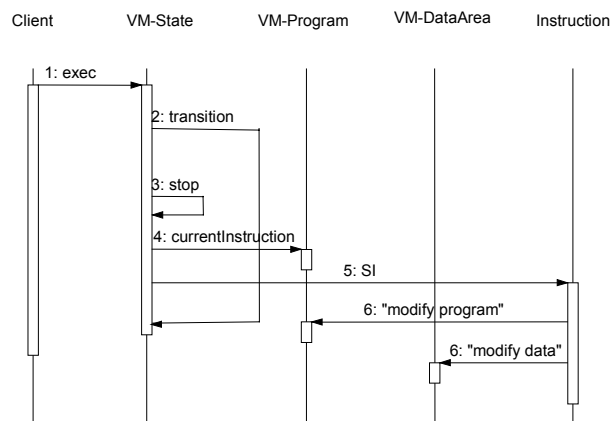 Client VM-State VM-Program VM-DataArea Instruction
1: exec
2: transition
3: stop
4: currentInstruction
5: SI
6: "modify program"
6: "modify data"